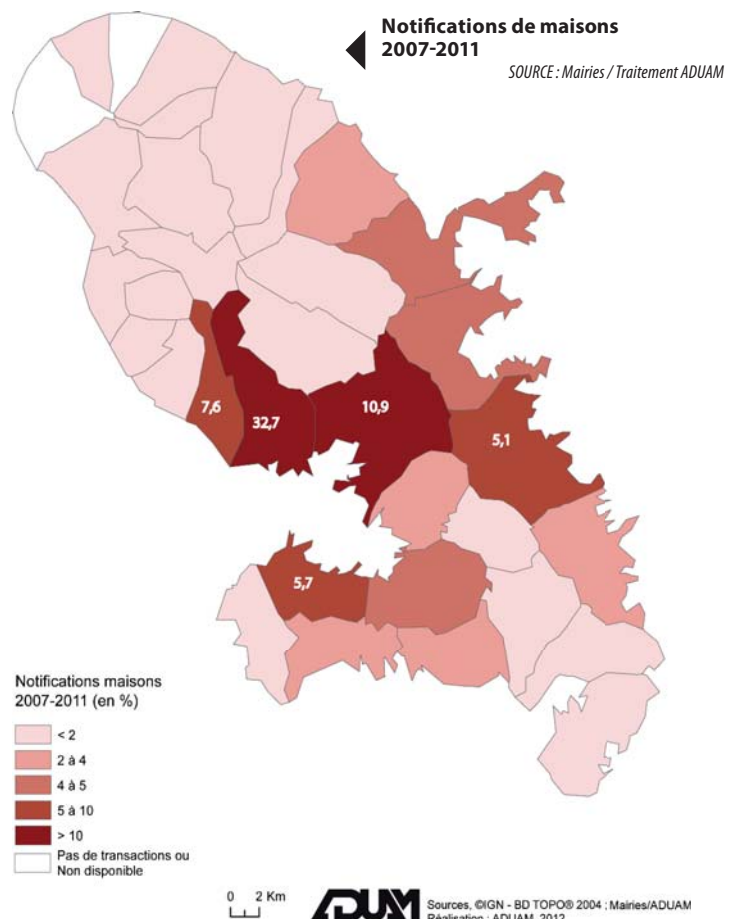 Notifications de maisons
2007-2011
SOURCE : Mairies / Traitement ADUAM
7,6
32,7
10,9
5,1
5,7
Notifications maisons
2007-2011 (en %)
< 2
2 à 4
4 à 5
5 à 10
> 10
Pas de transactions ou
Non disponible
0 2 Km
ADUAM
Sources, ©IGN - BD TOPO® 2004 ; Mairies/ADUAM
Réalisation : ADUAM, 2012